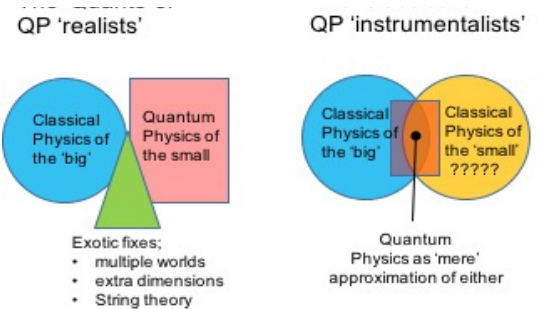 QP 'realists'
Classical
Physics of
the 'big'
Quantum
Physics of
the small
Exotic fixes;
• multiple worlds
• extra dimensions
• String theory
QP 'instrumentalists'
Classical
Physics of
the 'big'
Classical
Physics of
the 'small'
?????
Quantum
Physics as 'mere'
approximation of either